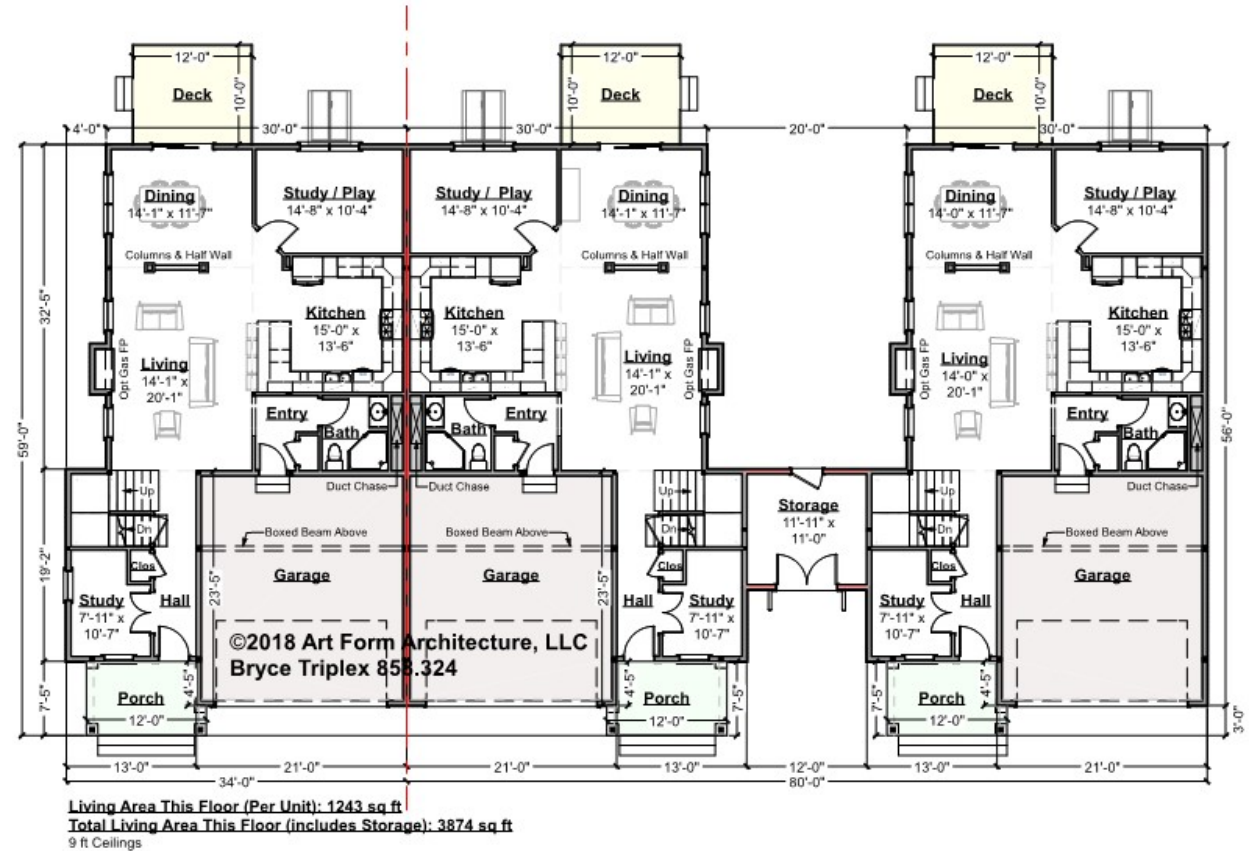 12'-0" 12'-0" 12'-0"
Deck Deck Deck
10'-0" 10'-0" 10'-0"
4'-0" 30'-0" 30'-0" 20'-0" 30'-0"
Dining Study / Play Study / Play Dining Dining Study / Play
14'-1" x 11'-7" 14'-8" x 10'-4" 14'-8" x 10'-4" 14'-1" x 11'-7" 14'-0" x 11'-7" 14'-8" x 10'-4"
Columns & Half Wall Columns & Half Wall Columns & Half Wall
32'-5"
Kitchen Kitchen Kitchen
15'-0" x 15'-0" x 15'-0" x
13'-6" 13'-6" 13'-6"
Living Living Living
14'-1" x 14'-1" x 14'-0" x
20'-1" 20'-1" 20'-1"
Opt Gas FP Opt Gas FP Opt Gas FP
Entry Entry Entry
Bath Bath Bath
59'-0" 56'-0"
Duct Chase Duct Chase Duct Chase
Up Up Up
Storage
11'-11" x
11'-0"
Dn Dn Dn
Boxed Beam Above Boxed Beam Above Boxed Beam Above
Clos Clos Clos
Garage Garage Garage
19'-2" 23'-5" 23'-5"
Study Hall Hall Study Study Hall
7'-11" x 7'-11" x 7'-11" x
10'-7" 10'-7" 10'-7"
©2018 Art Form Architecture, LLC
Bryce Triplex 858.324
4'-5" 4'-5" 4'-5"
Porch Porch Porch
7'-5" 7'-5" 7'-5" 3'-0"
12'-0" 12'-0" 12'-0"
13'-0" 21'-0" 21'-0" 13'-0" 12'-0" 13'-0" 21'-0"
34'-0" 80'-0"
Living Area This Floor (Per Unit): 1243 sq ft
Total Living Area This Floor (includes Storage): 3874 sq ft
9 ft Ceilings